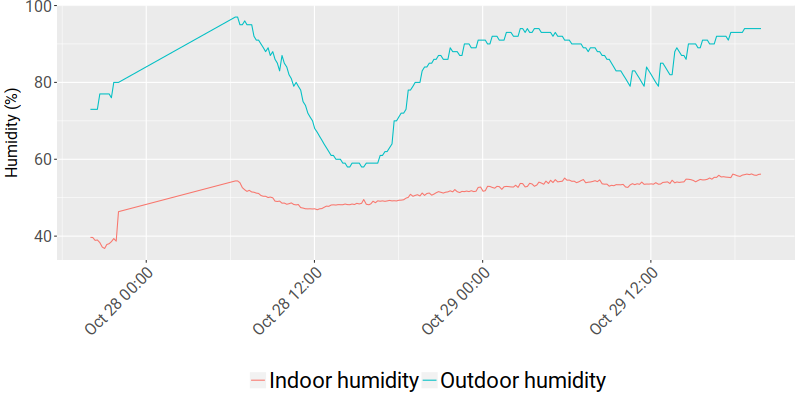 100
80
60
40
Humidity (%)
Oct 28 00:00
Oct 28 12:00
Oct 29 00:00
Oct 29 12:00
Indoor humidity Outdoor humidity